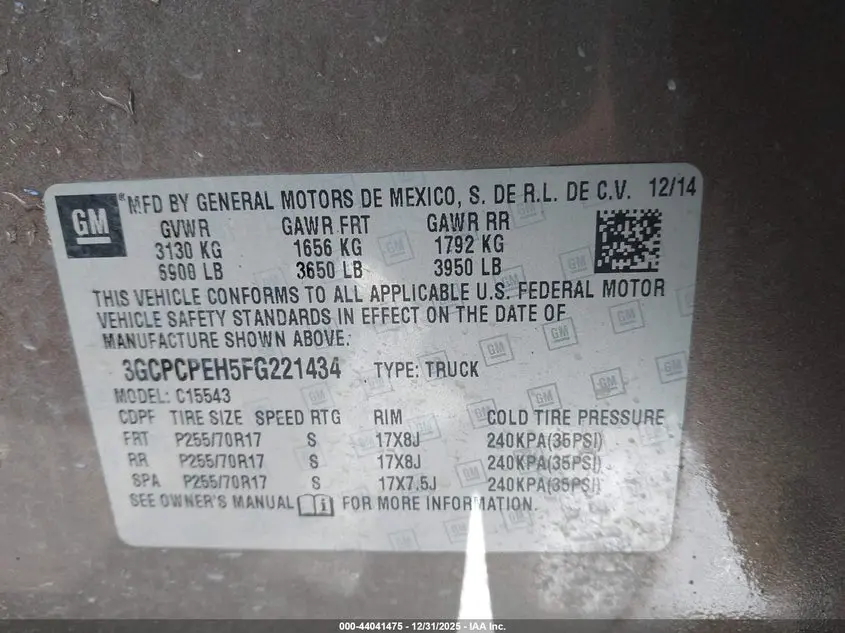 GM ® MFD BY GENERAL MOTORS DE MEXICO, S. DE R.L. DE C.V. 12/14
GVWR GAWR FRT GAWR RR
3130 KG 1656 KG 1792 KG
6900 LB 3650 LB 3950 LB
THIS VEHICLE CONFORMS TO ALL APPLICABLE U.S. FEDERAL MOTOR
VEHICLE SAFETY STANDARDS IN EFFECT ON THE DATE OF
MANUFACTURE SHOWN ABOVE.
3GCPCPEH5FG221434 TYPE: TRUCK
MODEL: C15543
CDPF TIRE SIZE SPEED RTG RIM COLD TIRE PRESSURE
FRT P255/70R17 S 17X8J 240KPA(35PSI)
RR P255/70R17 S 17X8J 240KPA(35PSI)
SPA P255/70R17 S 17X7.5J 240KPA(35PSI)
SEE OWNER'S MANUAL FOR MORE INFORMATION.
000-44041475 - 12/31/2025 - IAA Inc.